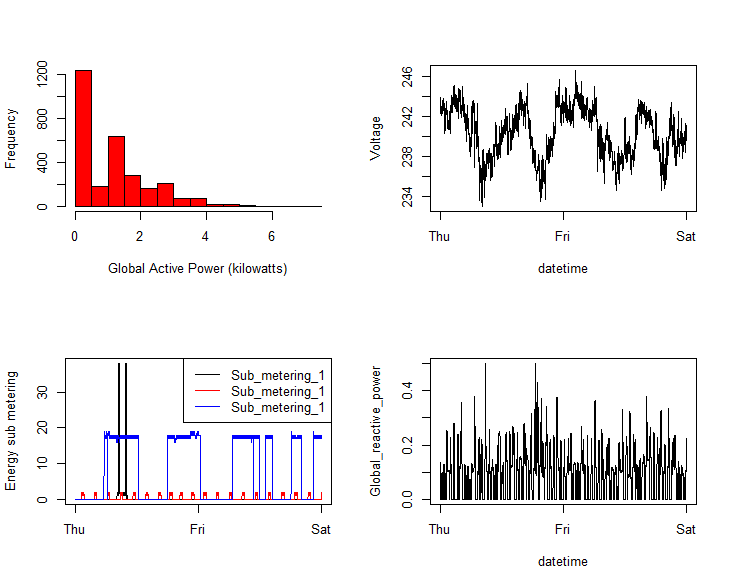 Frequency
0 400 800 1200
0 2 4 6
Global Active Power (kilowatts)
Voltage
234 238 242 246
Thu Fri Sat
datetime
Energy sub metering
0 10 20 30
Sub_metering_1
Sub_metering_1
Sub_metering_1
Thu Fri Sat
Global_reactive_power
0.0 0.2 0.4
Thu Fri Sat
datetime